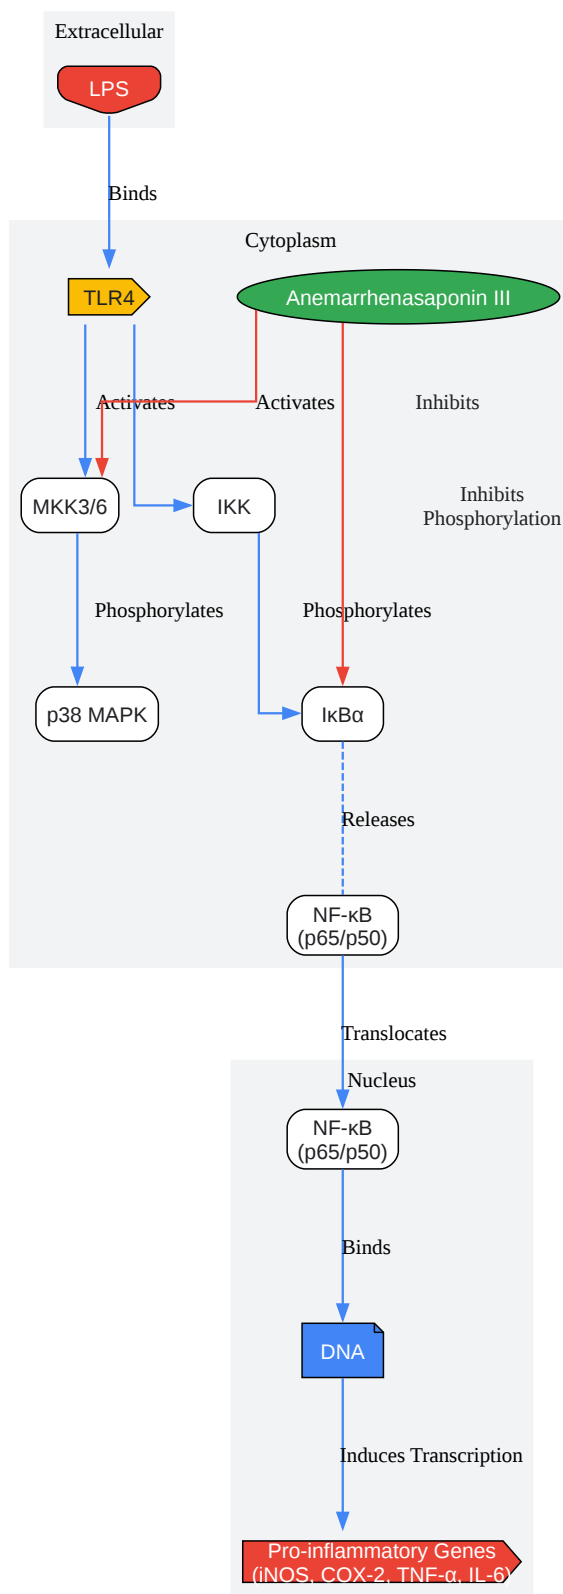 Extracellular
LPS
Binds
Cytoplasm
TLR4
Anemarrhenasaponin III
Activates
Activates
Inhibits
MKK3/6
IKK
Inhibits
Phosphorylation
Phosphorylates
Phosphorylates
p38 MAPK
IκBα
Releases
NF-κB
(p65/p50)
Translocates
Nucleus
NF-κB
(p65/p50)
Binds
DNA
Induces Transcription
Pro-inflammatory Genes
(iNOS, COX-2, TNF-α, IL-6)